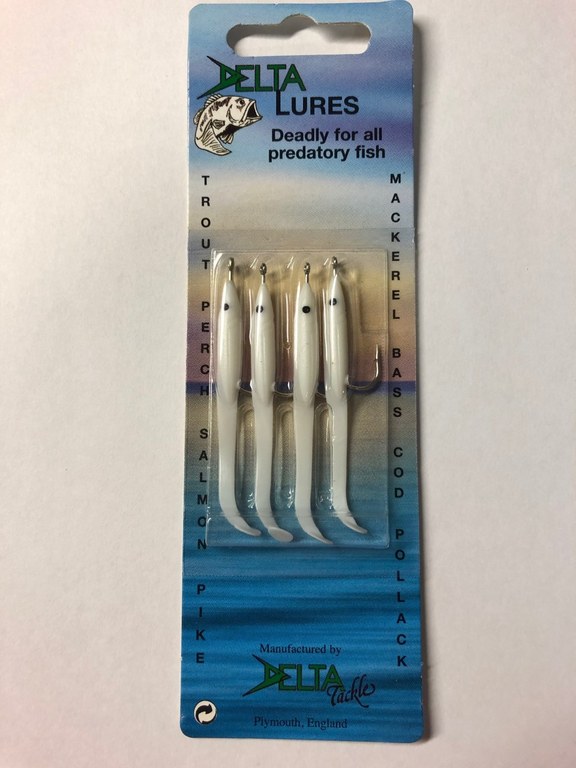 DELTA
LURES
Deadly for all
predatory fish
TROUT PERCH SALMON PIKE
MACKEREL BASS COD POLLACK
Manufactured by
DELTA
Tackle
Plymouth, England